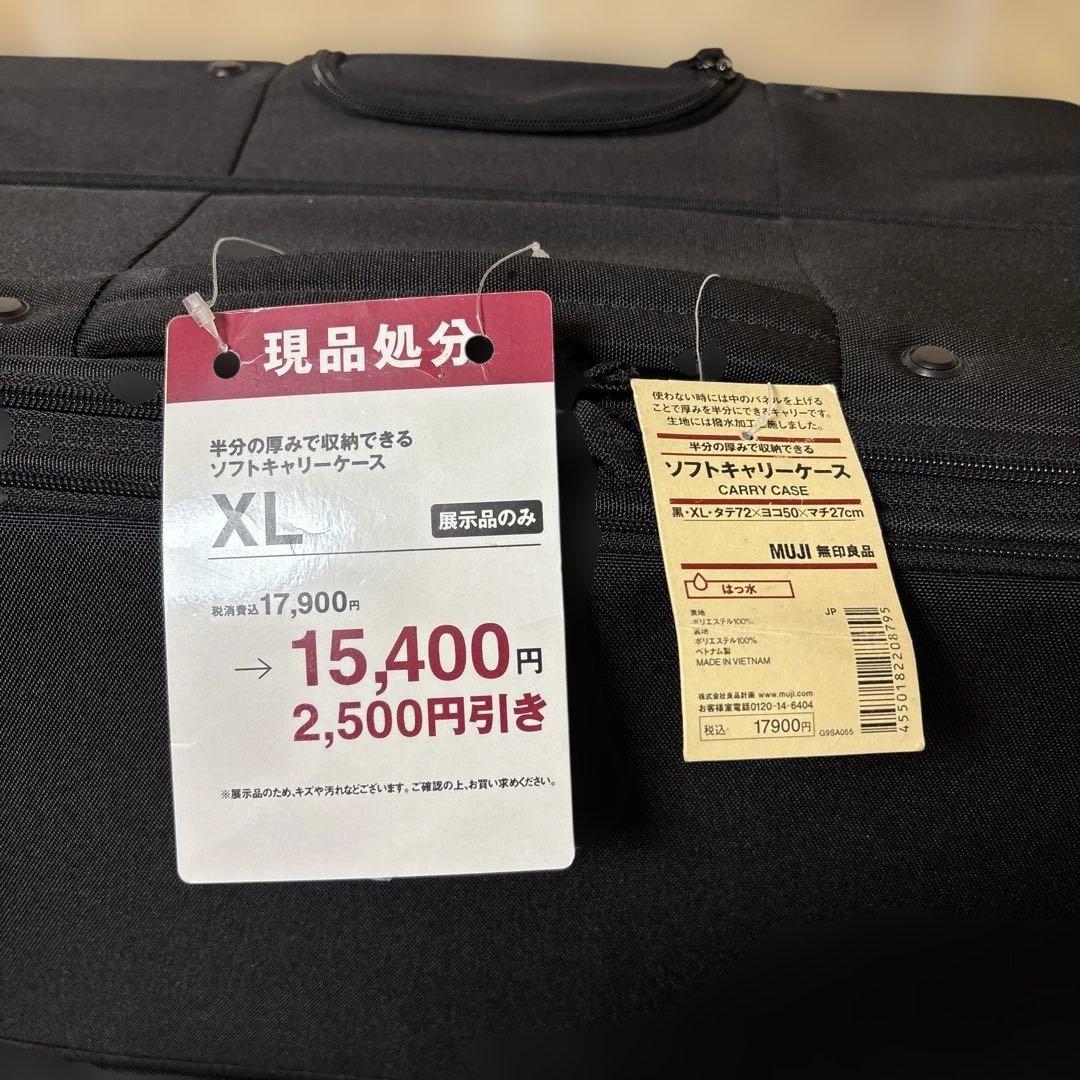 現品処分
半分の厚みで収納できる
ソフトキャリーケース
XL
展示品のみ
税消費込17,900円
→15,400円
2,500円引き
※展示品のため、キズや汚れなどございます。ご確認の上、お買い求めください。
使わない時には中のパネルを上げる
ことで厚みを半分にできるキャリーです。
生地には撥水加工 施しました。
半分の厚みで収納できる
ソフトキャリーケース
CARRY CASE
黒・XL・タテ72×ヨコ50×マチ27cm
MUJI 無印良品
はっ水
表地
ポリエステル100%
裏地
ポリエステル100%
ベトナム製
MADE IN VIETNAM
JP
4550182208795
株式会社良品計画 www.muji.com
お客様室電話0120-14-6404
税込 17900円
G9SA055